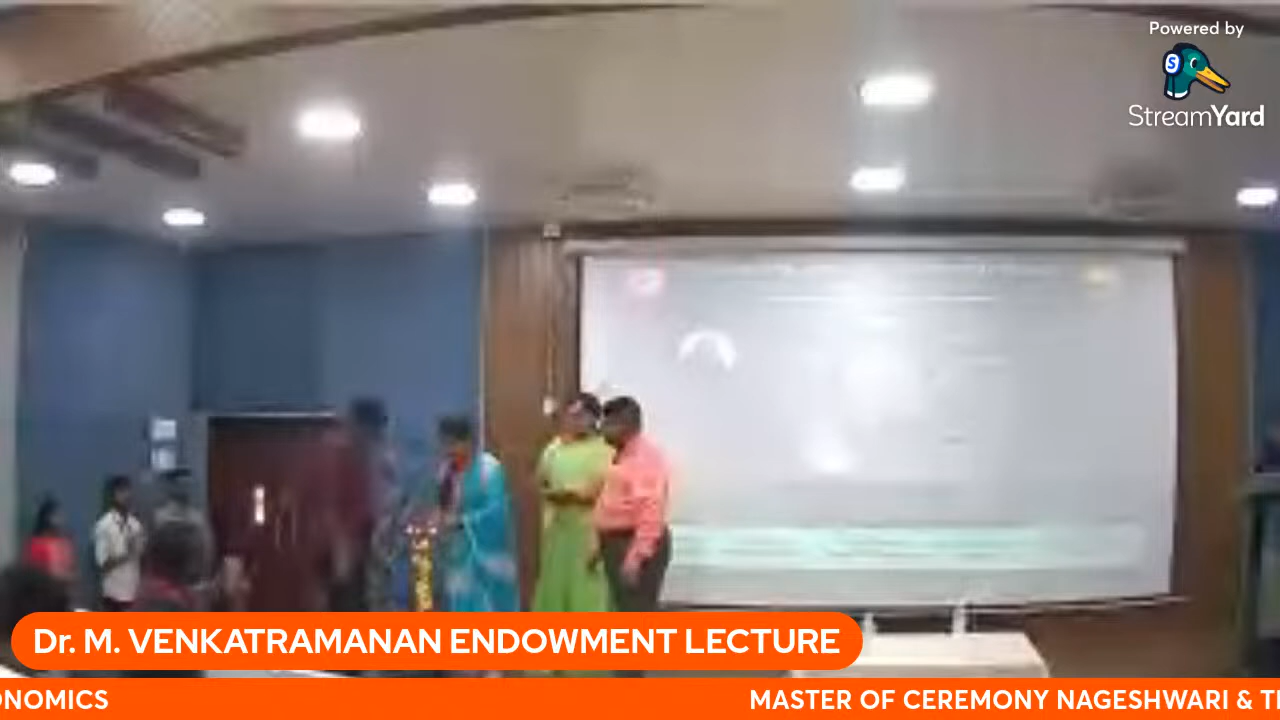 Powered by
S
StreamYard
Dr. M. VENKATRAMANAN ENDOWMENT LECTURE
ONOMICS
MASTER OF CEREMONY NAGESHWARI & T